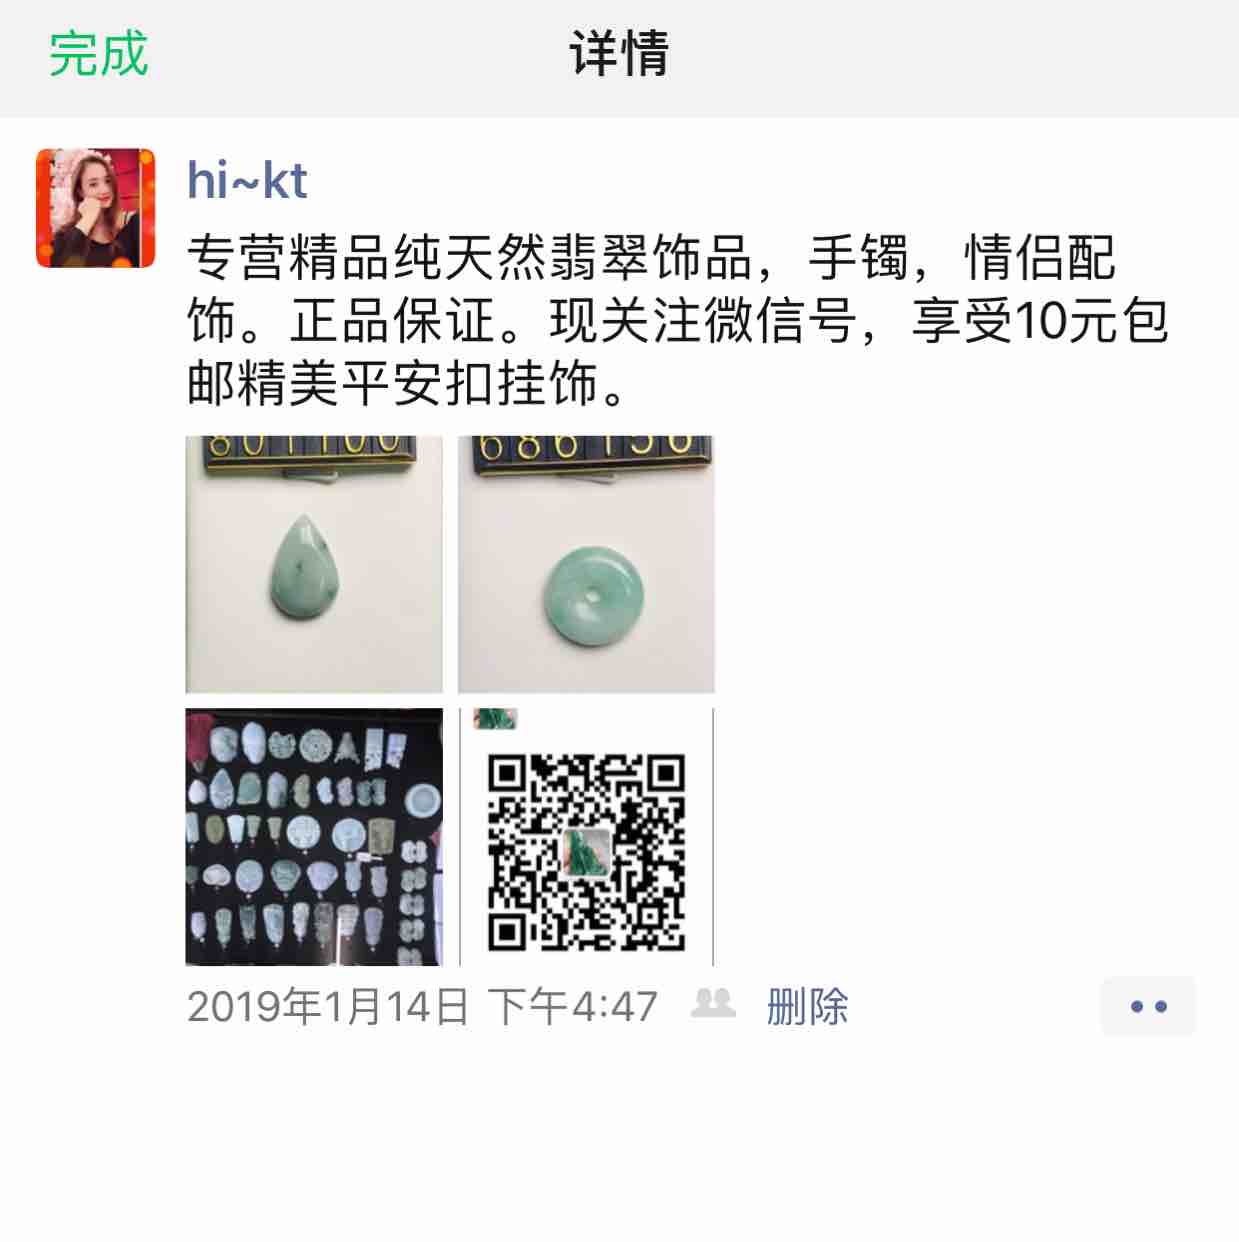 完成
详情
hi~kt
专营精品纯天然翡翠饰品，手镯，情侣配
饰。正品保证。现关注微信号，享受10元包
邮精美平安扣挂饰。
801100
686156
2019年1月14日 下午4:47
删除